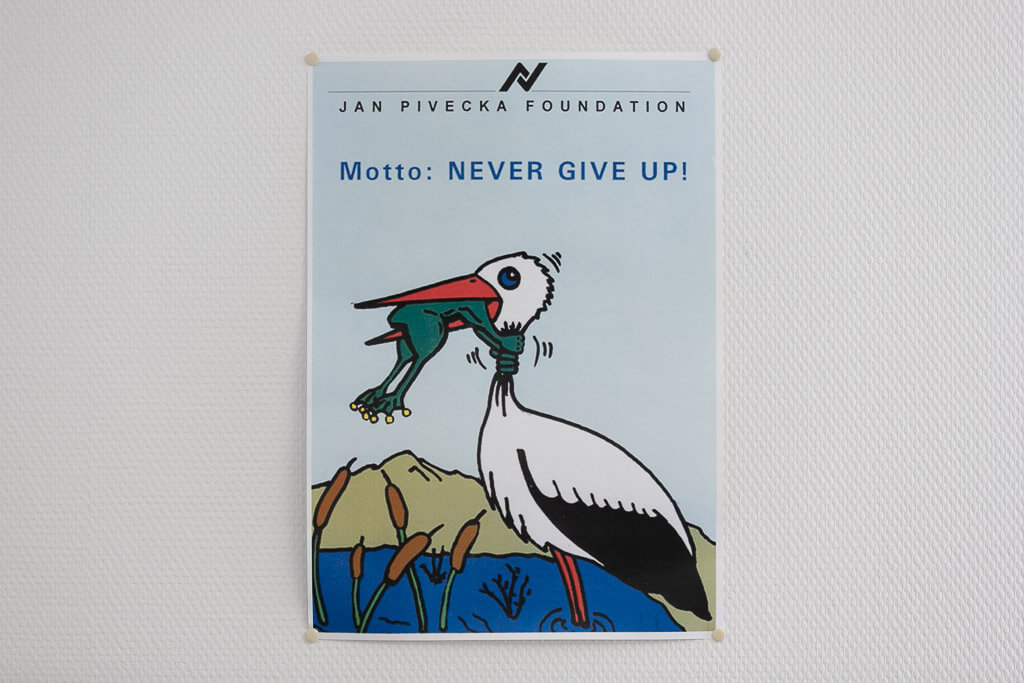 JAN PIVECKA FOUNDATION
Motto: NEVER GIVE UP!